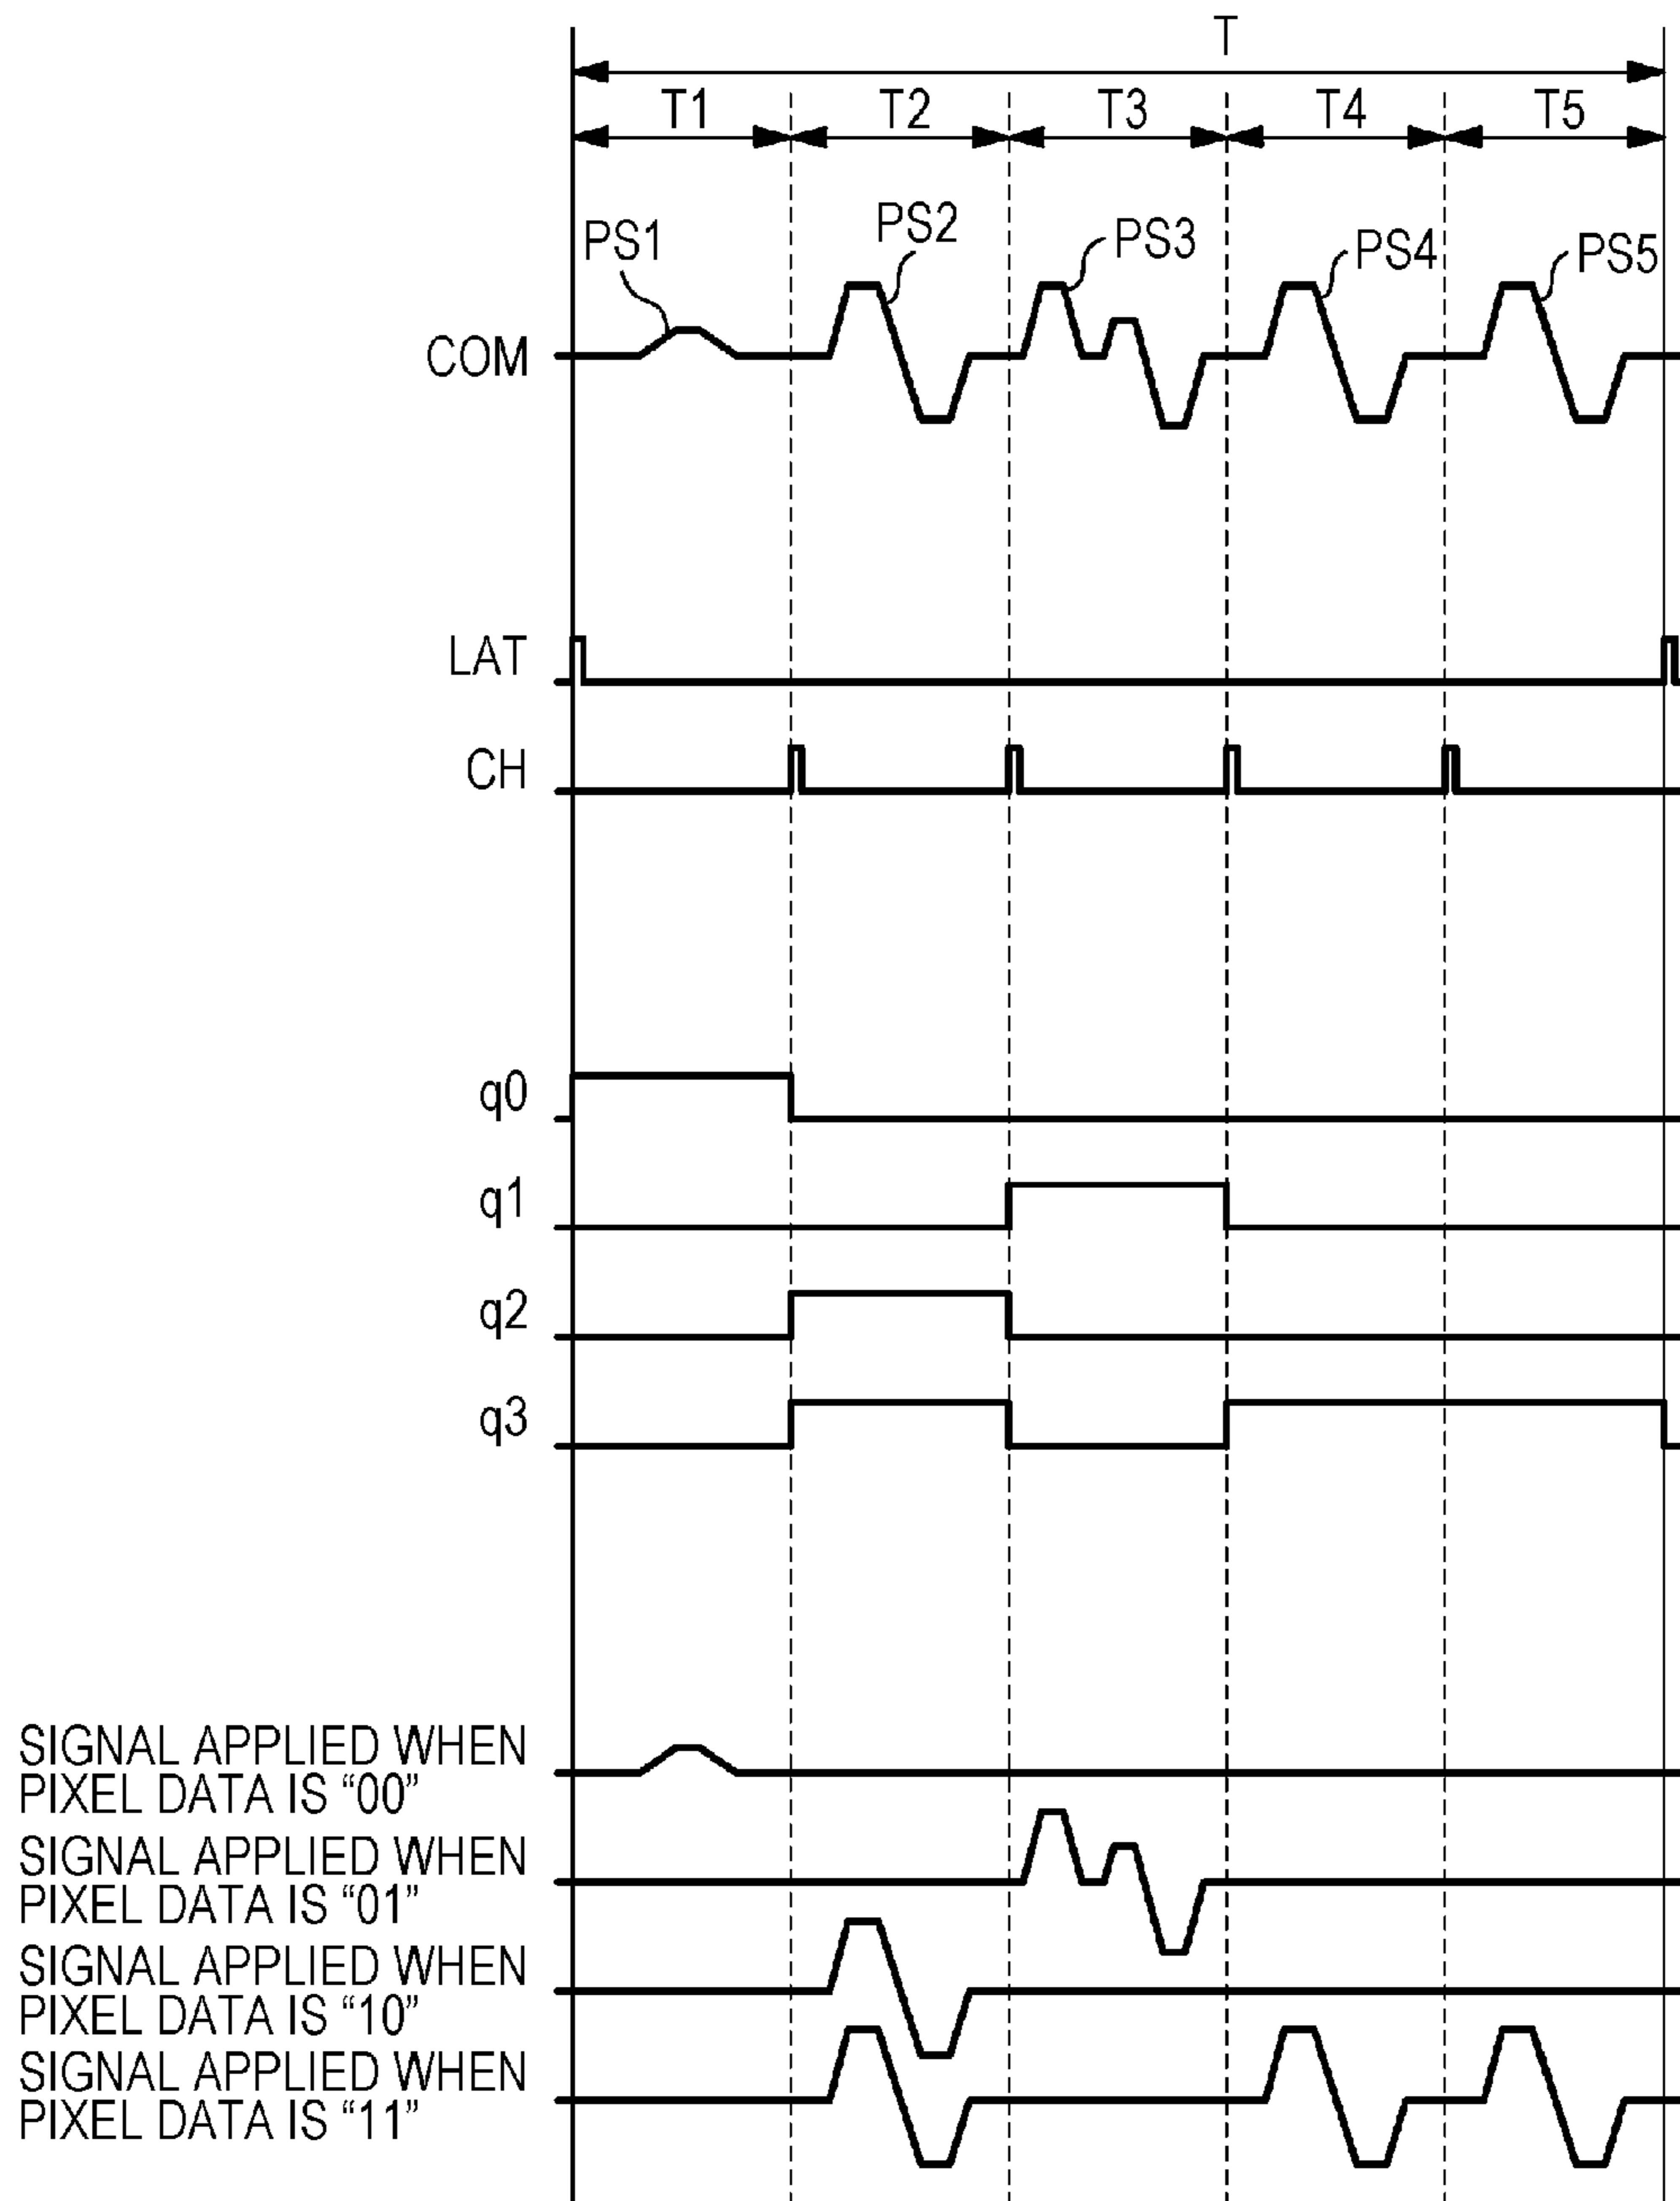 T
T1 T2 T3 T4 T5
PS1 PS2 PS3 PS4 PS5
COM
LAT
CH
q0
q1
q2
q3
SIGNAL APPLIED WHEN
PIXEL DATA IS “00”
SIGNAL APPLIED WHEN
PIXEL DATA IS “01”
SIGNAL APPLIED WHEN
PIXEL DATA IS “10”
SIGNAL APPLIED WHEN
PIXEL DATA IS “11”